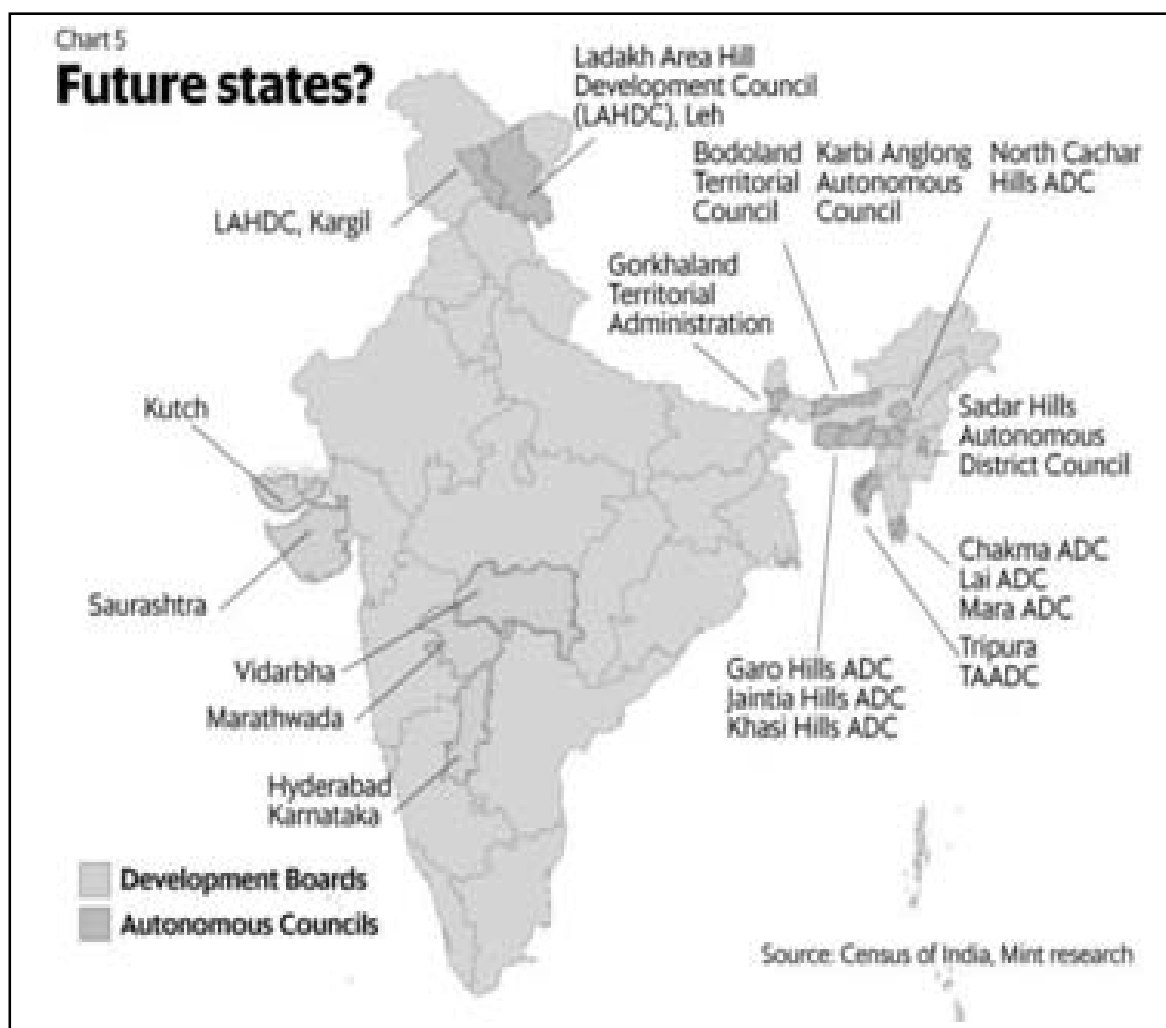 Chart 5
Future states?
Ladakh Area Hill
Development Council
(LAHDC), Leh
LAHDC, Kargil
Bodoland
Territorial
Council
Karbi Anglong
Autonomous
Council
North Cachar
Hills ADC
Gorkhaland
Territorial
Administration
Kutch
Sadar Hills
Autonomous
District Council
Saurashtra
Chakma ADC
Lai ADC
Mara ADC
Tripura
TAADC
Vidarbha
Garo Hills ADC
Jaintia Hills ADC
Khasi Hills ADC
Marathwada
Hyderabad
Karnataka
Development Boards
Autonomous Councils
Source: Census of India, Mint research